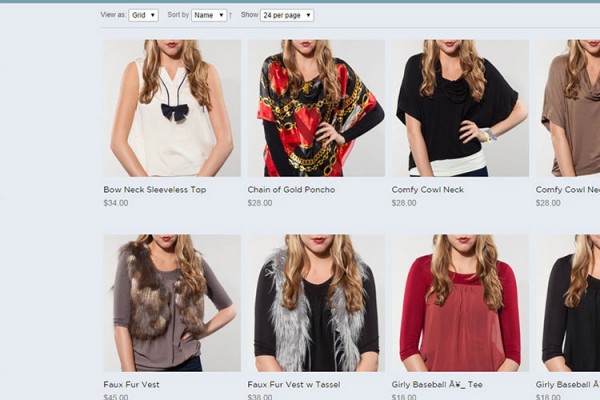 View as: Grid Sort by Name ↑ Show 24 per page
Bow Neck Sleeveless Top Chain of Gold Poncho Comfy Cowl Neck Comfy Cowl Nec
$34.00 $28.00 $28.00 $28.00
Faux Fur Vest Faux Fur Vest w Tassel Girly Baseball Â¥_ Tee Girly Baseball Â
$45.00 $38.00 $18.00 $18.00